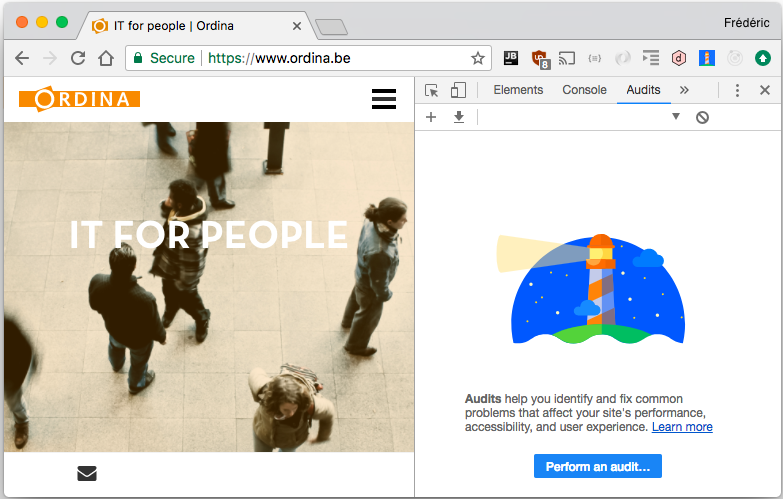 IT for people | Ordina
Frédéric
Secure
https://www.ordina.be
JB
8
ORDINA
Elements
Console
Audits
»
IT FOR PEOPLE
Audits help you identify and fix common
problems that affect your site's performance,
accessibility, and user experience. Learn more
Perform an audit...